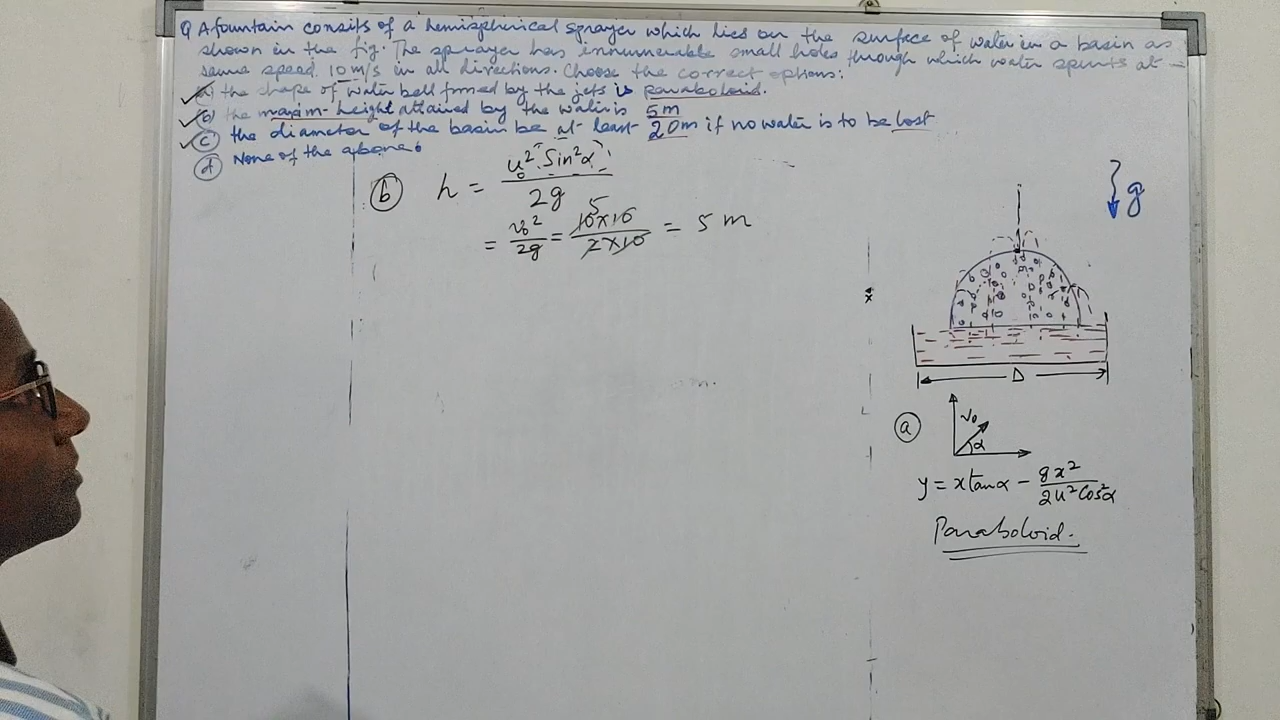 Q A fountain consits of a hemispherical sprayer which lies on the surface of water in a basin as
shown in the fig. The sprayer has innumerable small holes through which water spurts at -
same speed 10 m/s in all directions. Choose the correct options:
(a) the shape of water bell formed by the jets is paraboloid.
(b) the maxim. height attained by the water is 5m
(c) the diameter of the basin be at least 20m if no water is to be lost
(d) None of the above.
(b) h = u₀² Sin²α / 2g
= v₀²/2g = 10×10 / 2×10 = 5 m
5
g
D
(a) v₀
α
y = x tanα - gx² / 2u² Cos²α
Paraboloid.